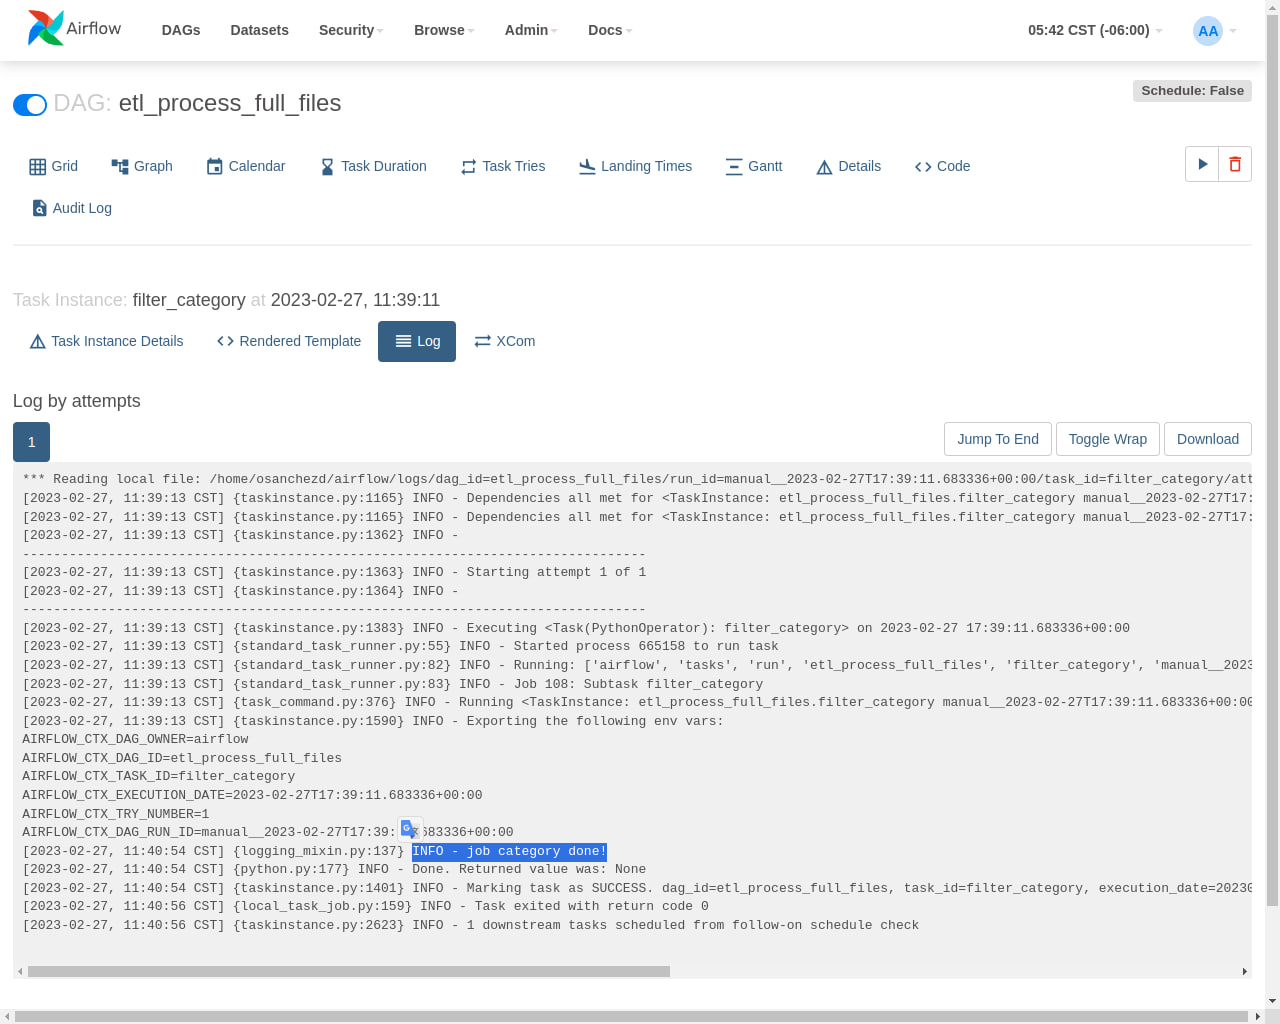 Airflow DAGs Datasets Security Browse Admin Docs 05:42 CST (-06:00) AA
Schedule: False
DAG: etl_process_full_files
Grid Graph Calendar Task Duration Task Tries Landing Times Gantt Details Code
Audit Log
Task Instance: filter_category at 2023-02-27, 11:39:11
Task Instance Details Rendered Template Log XCom
Log by attempts
1 Jump To End Toggle Wrap Download
*** Reading local file: /home/osanchezd/airflow/logs/dag_id=etl_process_full_files/run_id=manual__2023-02-27T17:39:11.683336+00:00/task_id=filter_category/att
[2023-02-27, 11:39:13 CST] {taskinstance.py:1165} INFO - Dependencies all met for <TaskInstance: etl_process_full_files.filter_category manual__2023-02-27T17:
[2023-02-27, 11:39:13 CST] {taskinstance.py:1165} INFO - Dependencies all met for <TaskInstance: etl_process_full_files.filter_category manual__2023-02-27T17:
[2023-02-27, 11:39:13 CST] {taskinstance.py:1362} INFO -
--------------------------------------------------------------------------------
[2023-02-27, 11:39:13 CST] {taskinstance.py:1363} INFO - Starting attempt 1 of 1
[2023-02-27, 11:39:13 CST] {taskinstance.py:1364} INFO -
--------------------------------------------------------------------------------
[2023-02-27, 11:39:13 CST] {taskinstance.py:1383} INFO - Executing <Task(PythonOperator): filter_category> on 2023-02-27 17:39:11.683336+00:00
[2023-02-27, 11:39:13 CST] {standard_task_runner.py:55} INFO - Started process 665158 to run task
[2023-02-27, 11:39:13 CST] {standard_task_runner.py:82} INFO - Running: ['airflow', 'tasks', 'run', 'etl_process_full_files', 'filter_category', 'manual__2023
[2023-02-27, 11:39:13 CST] {standard_task_runner.py:83} INFO - Job 108: Subtask filter_category
[2023-02-27, 11:39:13 CST] {task_command.py:376} INFO - Running <TaskInstance: etl_process_full_files.filter_category manual__2023-02-27T17:39:11.683336+00:00
[2023-02-27, 11:39:13 CST] {taskinstance.py:1590} INFO - Exporting the following env vars:
AIRFLOW_CTX_DAG_OWNER=airflow
AIRFLOW_CTX_DAG_ID=etl_process_full_files
AIRFLOW_CTX_TASK_ID=filter_category
AIRFLOW_CTX_EXECUTION_DATE=2023-02-27T17:39:11.683336+00:00
AIRFLOW_CTX_TRY_NUMBER=1
AIRFLOW_CTX_DAG_RUN_ID=manual__2023-02-27T17:39: 683336+00:00
[2023-02-27, 11:40:54 CST] {logging_mixin.py:137} INFO - job category done!
[2023-02-27, 11:40:54 CST] {python.py:177} INFO - Done. Returned value was: None
[2023-02-27, 11:40:54 CST] {taskinstance.py:1401} INFO - Marking task as SUCCESS. dag_id=etl_process_full_files, task_id=filter_category, execution_date=20230
[2023-02-27, 11:40:56 CST] {local_task_job.py:159} INFO - Task exited with return code 0
[2023-02-27, 11:40:56 CST] {taskinstance.py:2623} INFO - 1 downstream tasks scheduled from follow-on schedule check